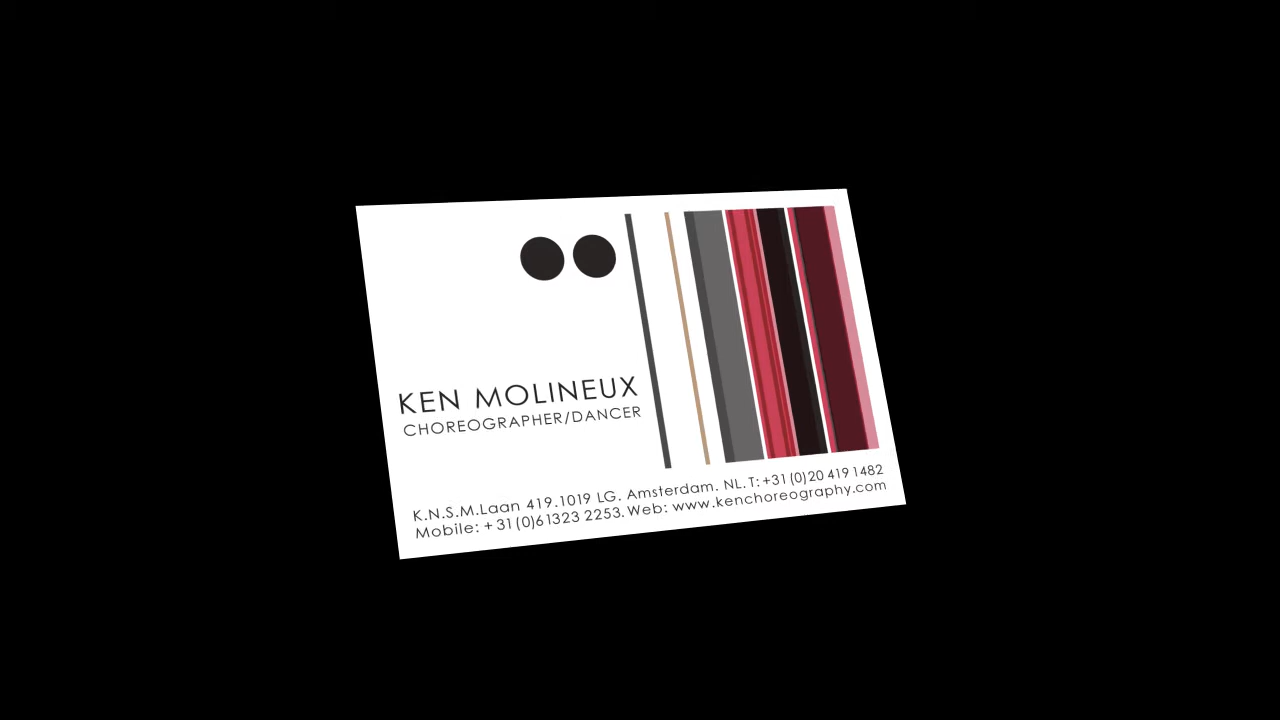 KEN MOLINEUX
CHOREOGRAPHER/DANCER
K.N.S.M.Laan 419.1019 LG. Amsterdam. NL. T: +31(0)20 419 1482
Mobile: +31(0)61323 2253. Web: www.kenchoreography.com